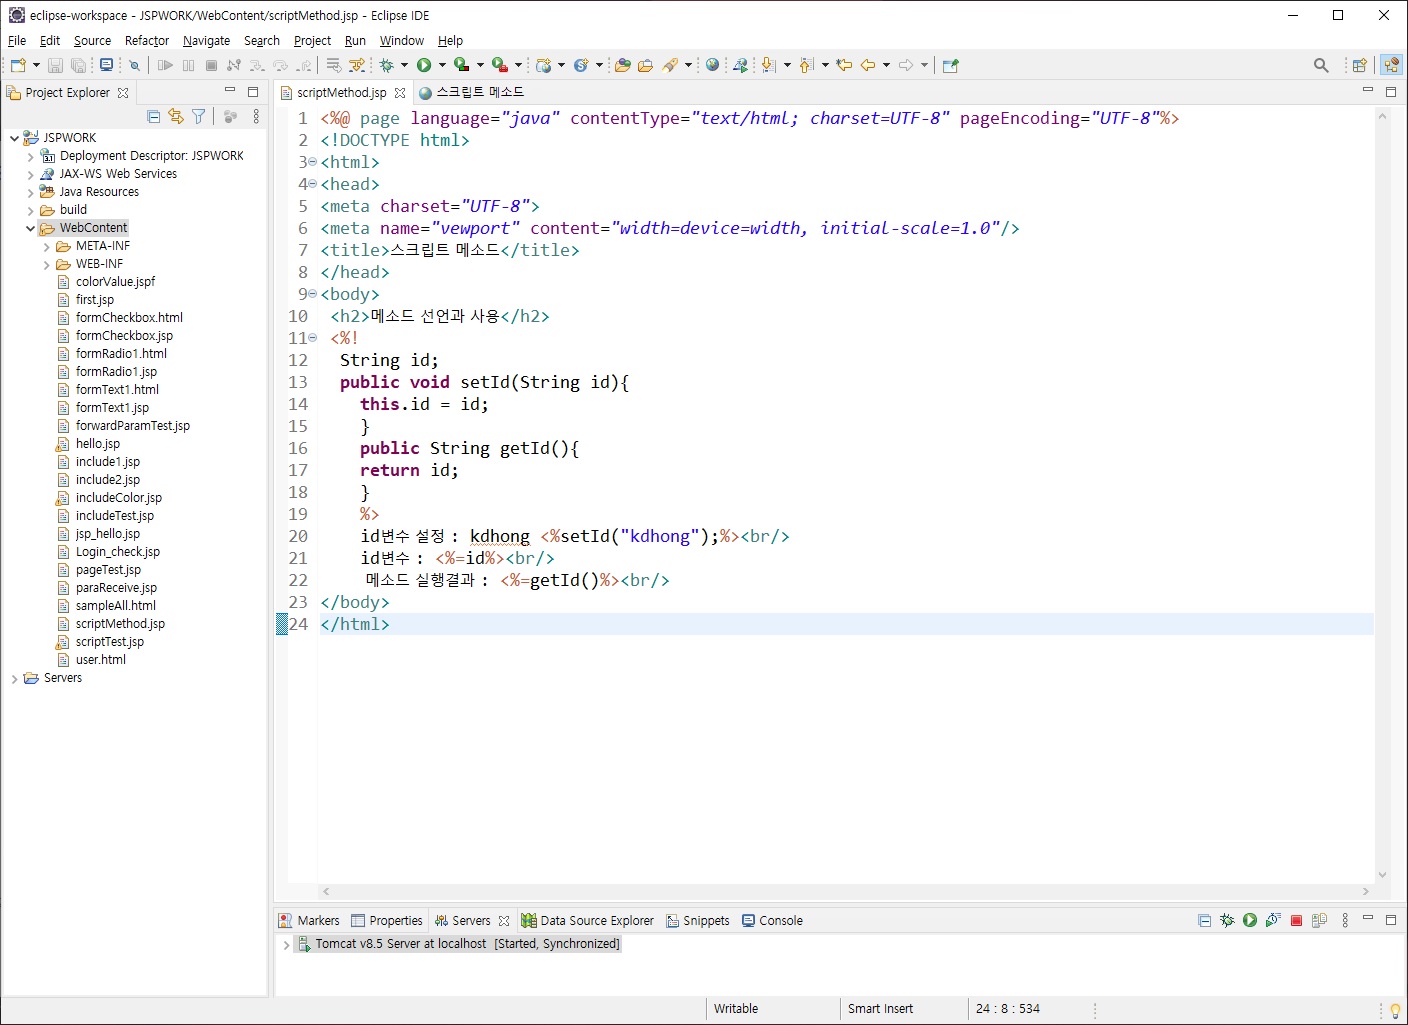 eclipse-workspace - JSPWORK/WebContent/scriptMethod.jsp - Eclipse IDE
File Edit Source Refactor Navigate Search Project Run Window Help
Project Explorer
scriptMethod.jsp
스크립트 메소드
JSPWORK
Deployment Descriptor: JSPWORK
JAX-WS Web Services
Java Resources
build
WebContent
META-INF
WEB-INF
colorValue.jspf
first.jsp
formCheckbox.html
formCheckbox.jsp
formRadio1.html
formRadio1.jsp
formText1.html
formText1.jsp
forwardParamTest.jsp
hello.jsp
include1.jsp
include2.jsp
includeColor.jsp
includeTest.jsp
jsp_hello.jsp
Login_check.jsp
pageTest.jsp
paraReceive.jsp
sampleAll.html
scriptMethod.jsp
scriptTest.jsp
user.html
Servers
1 <%@ page language="java" contentType="text/html; charset=UTF-8" pageEncoding="UTF-8"%>
2 <!DOCTYPE html>
3 <html>
4 <head>
5 <meta charset="UTF-8">
6 <meta name="vewport" content="width=device=width, initial-scale=1.0"/>
7 <title>스크립트 메소드</title>
8 </head>
9 <body>
10 <h2>메소드 선언과 사용</h2>
11 <%!
12 String id;
13 public void setId(String id){
14 this.id = id;
15 }
16 public String getId(){
17 return id;
18 }
19 %>
20 id변수 설정 : kdhong <%setId("kdhong");%><br/>
21 id변수 : <%=id%><br/>
22 메소드 실행결과 : <%=getId()%><br/>
23 </body>
24 </html>
Markers Properties Servers Data Source Explorer Snippets Console
Tomcat v8.5 Server at localhost [Started, Synchronized]
Writable Smart Insert 24 : 8 : 534